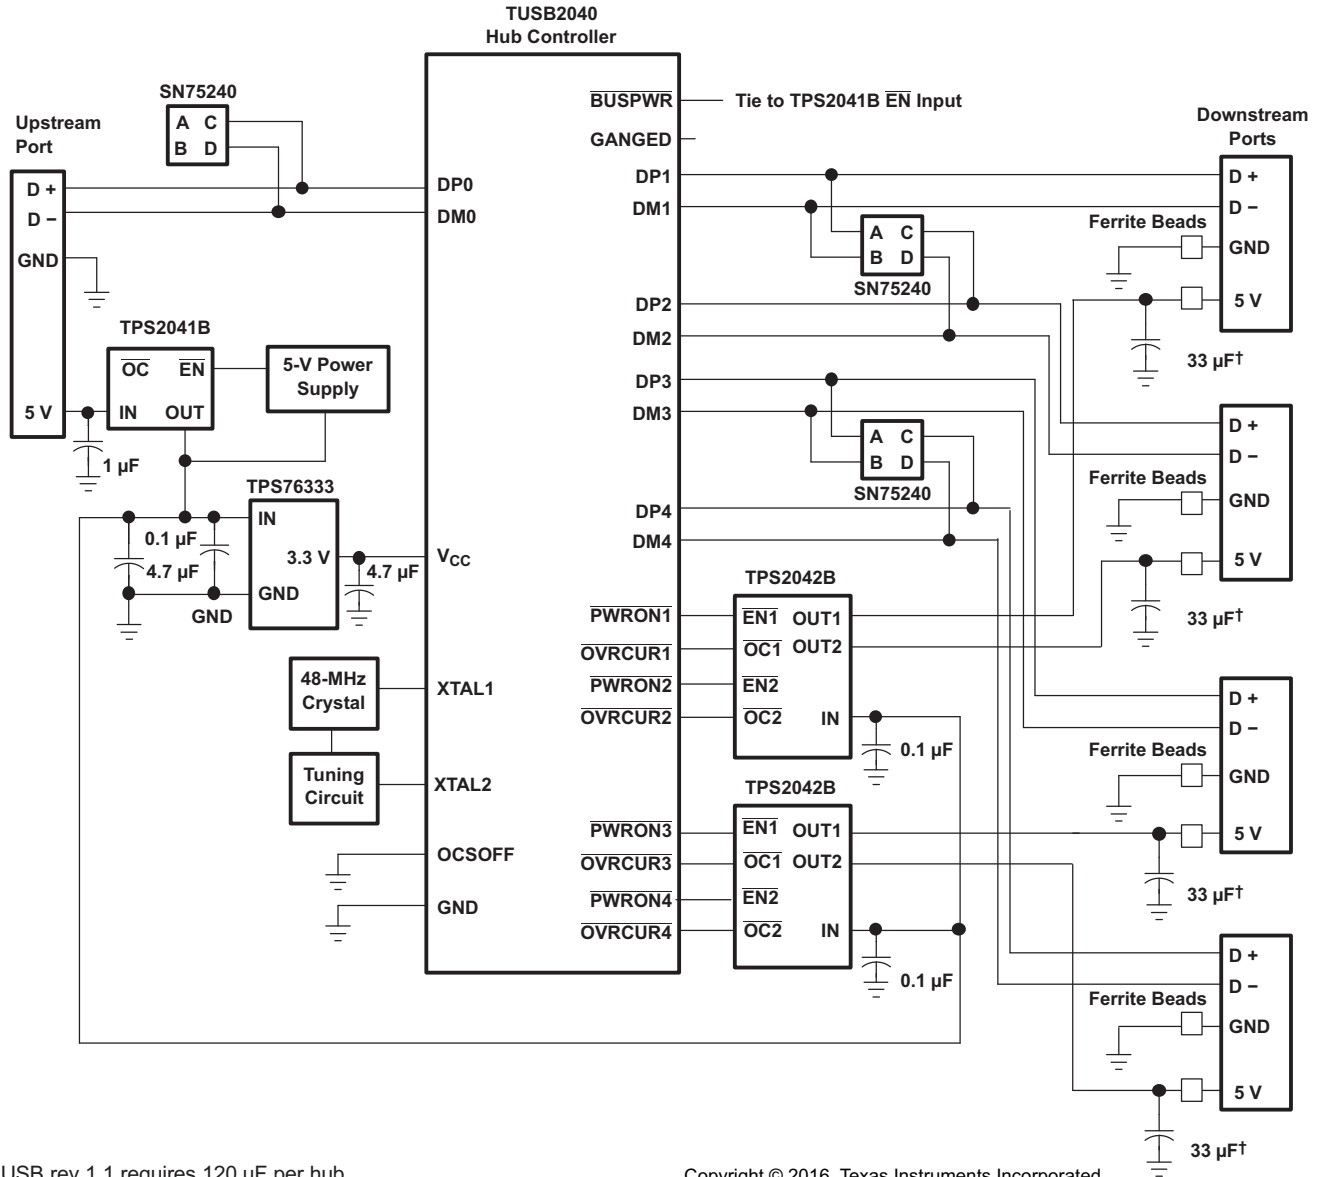 TUSB2040
Hub Controller
SN75240
A C
B D
Upstream
Port
D +
D −
GND
5 V
BUSPWR
Tie to TPS2041B EN Input
GANGED
DP0
DM0
DP1
DM1
Downstream
Ports
D +
D −
Ferrite Beads
GND
5 V
33 µF†
A C
B D
SN75240
DP2
DM2
TPS2041B
OC EN
IN OUT
5-V Power
Supply
1 µF
DP3
DM3
A C
B D
SN75240
DP4
DM4
D +
D −
Ferrite Beads
GND
5 V
33 µF†
TPS76333
IN
3.3 V
GND
0.1 µF
4.7 µF
GND
4.7 µF
VCC
TPS2042B
PWRON1
OVRCUR1
PWRON2
OVRCUR2
EN1 OUT1
OC1 OUT2
EN2
OC2 IN
0.1 µF
48-MHz
Crystal
XTAL1
Tuning
Circuit
XTAL2
D +
D −
Ferrite Beads
GND
5 V
33 µF†
TPS2042B
PWRON3
OVRCUR3
PWRON4
OVRCUR4
EN1 OUT1
OC1 OUT2
EN2
OC2 IN
0.1 µF
OCSOFF
GND
D +
D −
Ferrite Beads
GND
5 V
33 µF†
USB rev 1.1 requires 120 µF per hub
Copyright © 2016, Texas Instruments Incorporated